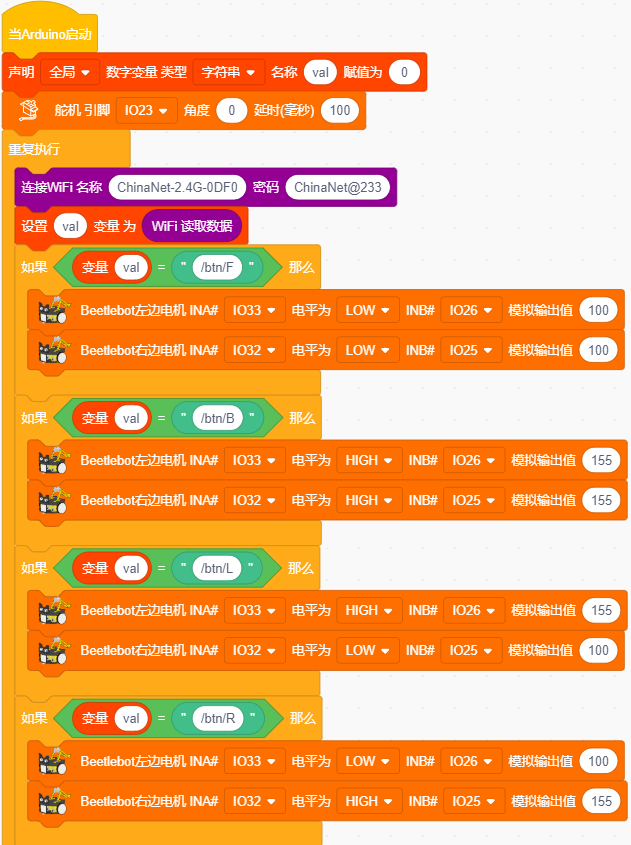 当Arduino启动
声明 全局 数字变量 类型 字符串 名称 val 赋值为 0
舵机 引脚 IO23 角度 0 延时(毫秒) 100
重复执行
连接WiFi 名称 ChinaNet-2.4G-0DF0 密码 ChinaNet@233
设置 val 变量 为 WiFi 读取数据
如果 变量 val = " /btn/F " 那么
Beetlebot左边电机 INA# IO33 电平为 LOW INB# IO26 模拟输出值 100
Beetlebot右边电机 INA# IO32 电平为 LOW INB# IO25 模拟输出值 100
如果 变量 val = " /btn/B " 那么
Beetlebot左边电机 INA# IO33 电平为 HIGH INB# IO26 模拟输出值 155
Beetlebot右边电机 INA# IO32 电平为 HIGH INB# IO25 模拟输出值 155
如果 变量 val = " /btn/L " 那么
Beetlebot左边电机 INA# IO33 电平为 HIGH INB# IO26 模拟输出值 155
Beetlebot右边电机 INA# IO32 电平为 LOW INB# IO25 模拟输出值 100
如果 变量 val = " /btn/R " 那么
Beetlebot左边电机 INA# IO33 电平为 LOW INB# IO26 模拟输出值 100
Beetlebot右边电机 INA# IO32 电平为 HIGH INB# IO25 模拟输出值 155